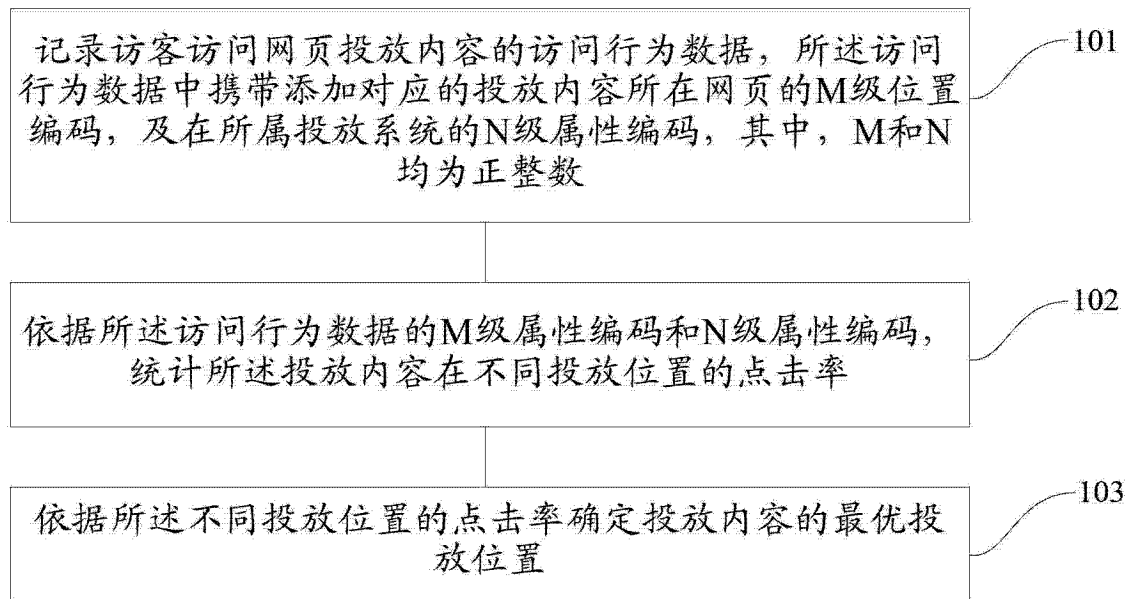 记录访客访问网页投放内容的访问行为数据，所述访问
行为数据中携带添加对应的投放内容所在网页的M级位置
编码，及在所属投放系统的N级属性编码，其中，M和N
均为正整数
101
依据所述访问行为数据的M级属性编码和N级属性编码，
统计所述投放内容在不同投放位置的点击率
102
依据所述不同投放位置的点击率确定投放内容的最优投
放位置
103